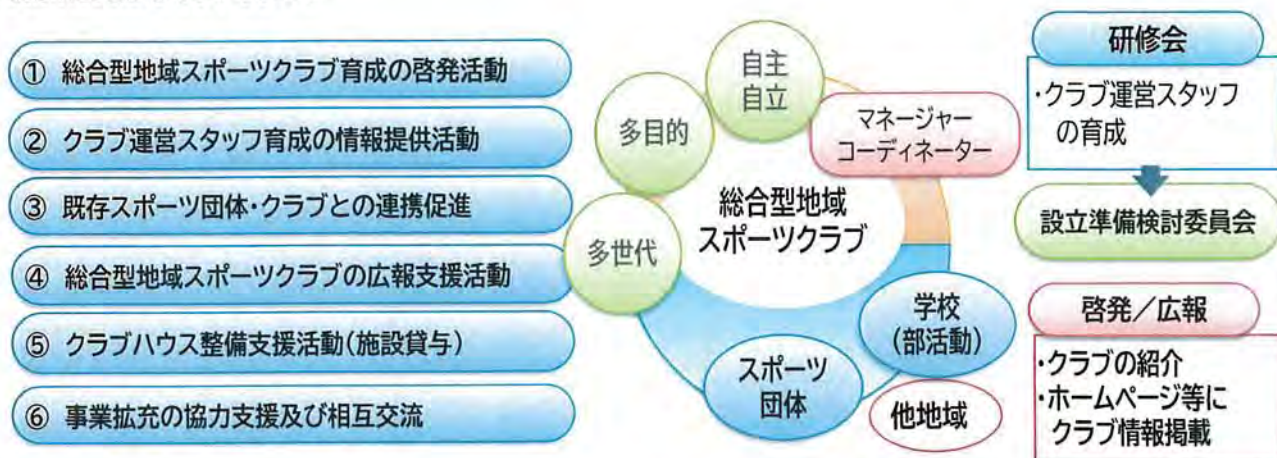 ① 総合型地域スポーツクラブ育成の啓発活動
② クラブ運営スタッフ育成の情報提供活動
③ 既存スポーツ団体・クラブとの連携促進
④ 総合型地域スポーツクラブの広報支援活動
⑤ クラブハウス整備支援活動(施設貸与)
⑥ 事業拡充の協力支援及び相互交流
自主
自立
多目的
多世代
マネージャー
コーディネーター
総合型地域
スポーツクラブ
学校
(部活動)
スポーツ
団体
他地域
研修会
・クラブ運営スタッフ
の育成
設立準備検討委員会
啓発/広報
・クラブの紹介
・ホームページ等に
クラブ情報掲載